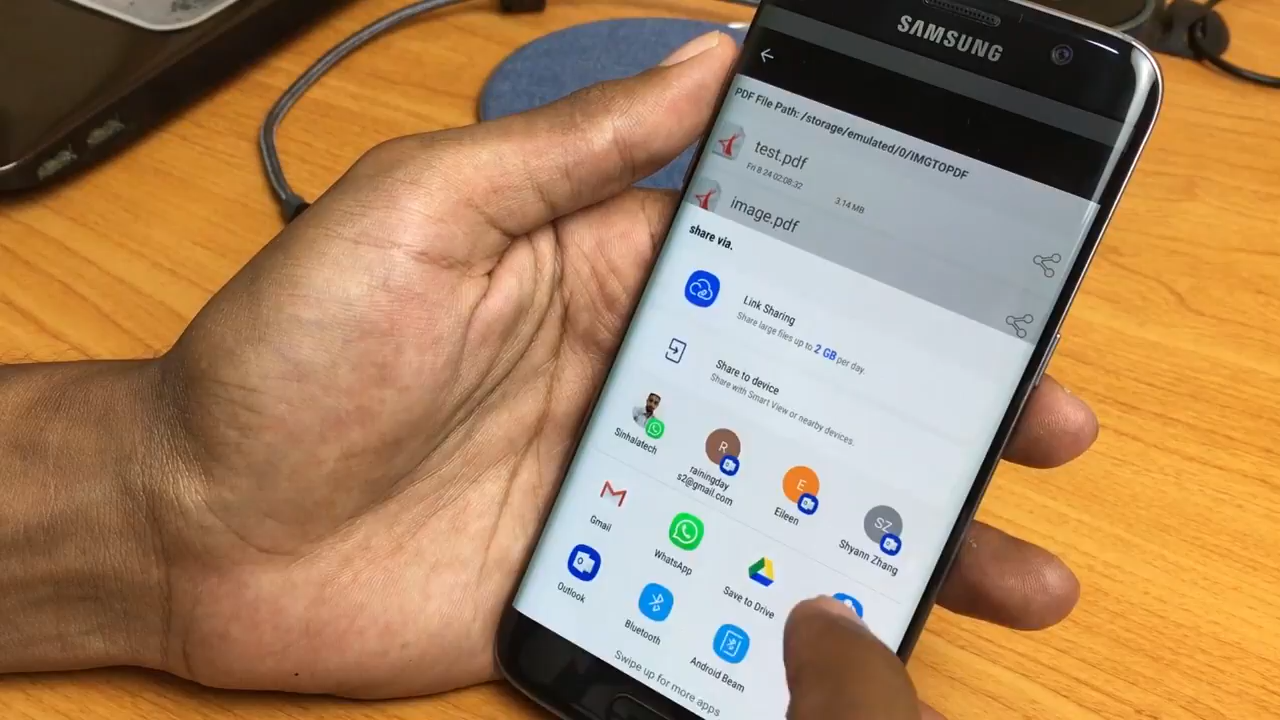 SAMSUNG
PDF File Path: /storage/emulated/0/IMGTOPDF
test.pdf
Fri 8 24 02:08:32
3.14 MB
image.pdf
share via.
Link Sharing
Share large files up to 2 GB per day.
Share to device
Share with Smart View or nearby devices.
Sinhalatech
R
rainingday
s2@gmail.com
E
Eileen
SZ
Shyann Zhang
Gmail
WhatsApp
Save to Drive
Outlook
Bluetooth
Android Beam
Swipe up for more apps